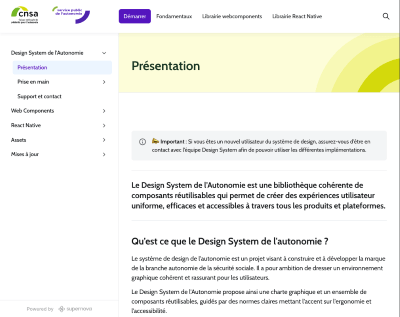 cnsa
service public
de l'autonomie
Démarrer
Fondamentaux
Librairie webcomponents
Librairie React Native
Design System de l'Autonomie
Présentation
Prise en main
Support et contact
Web Components
React Native
Assets
Mises à jour
Powered by supernova
Présentation
Important : Si vous êtes un nouvel utilisateur du système de design, assurez-vous d'être en
contact avec l'équipe Design System afin de pouvoir utiliser les différentes implémentations.
Le Design System de l'Autonomie est une bibliothèque cohérente de
composants réutilisables qui permet de créer des expériences utilisateur
uniforme, efficaces et accessibles à travers tous les produits et plateformes.
Qu'est ce que le Design System de l'autonomie ?
Le système de design de l'autonomie est un projet visant à construire et à développer la marque
de la branche autonomie de la sécurité sociale. Il a pour ambition de dresser un environnement
graphique cohérent et rassurant pour les utilisateurs.
Le Design System de l'Autonomie propose ainsi une charte graphique et un ensemble de
composants réutilisables, guidés par des normes claires mettant l'accent sur l'ergonomie et
l'accessibilité.